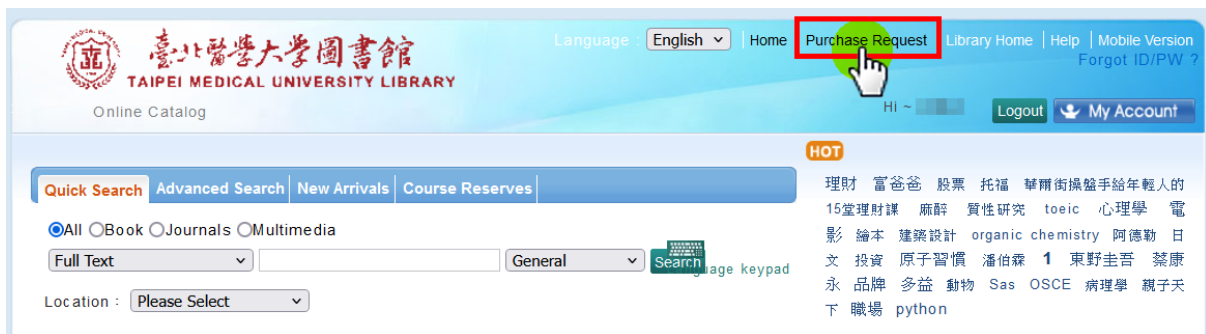 臺北醫學大學圖書館
TAIPEI MEDICAL UNIVERSITY LIBRARY
Online Catalog
Language : English Home Purchase Request Library Home Help Mobile Version
Forgot ID/PW ?
Hi ~ Logout My Account
HOT
Quick Search Advanced Search New Arrivals Course Reserves
All Book Journals Multimedia
Full Text General Search keypad
Location : Please Select
理財 富爸爸 股票 托福 華爾街操盤手給年輕人的
15堂理財課 麻醉 質性研究 toeic 心理學 電
影 繪本 建築設計 organic chemistry 阿德勒 日
文 投資 原子習慣 潘伯霖 1 東野圭吾 蔡康
永 品牌 多益 動物 Sas OSCE 病理學 親子天
下 職場 python